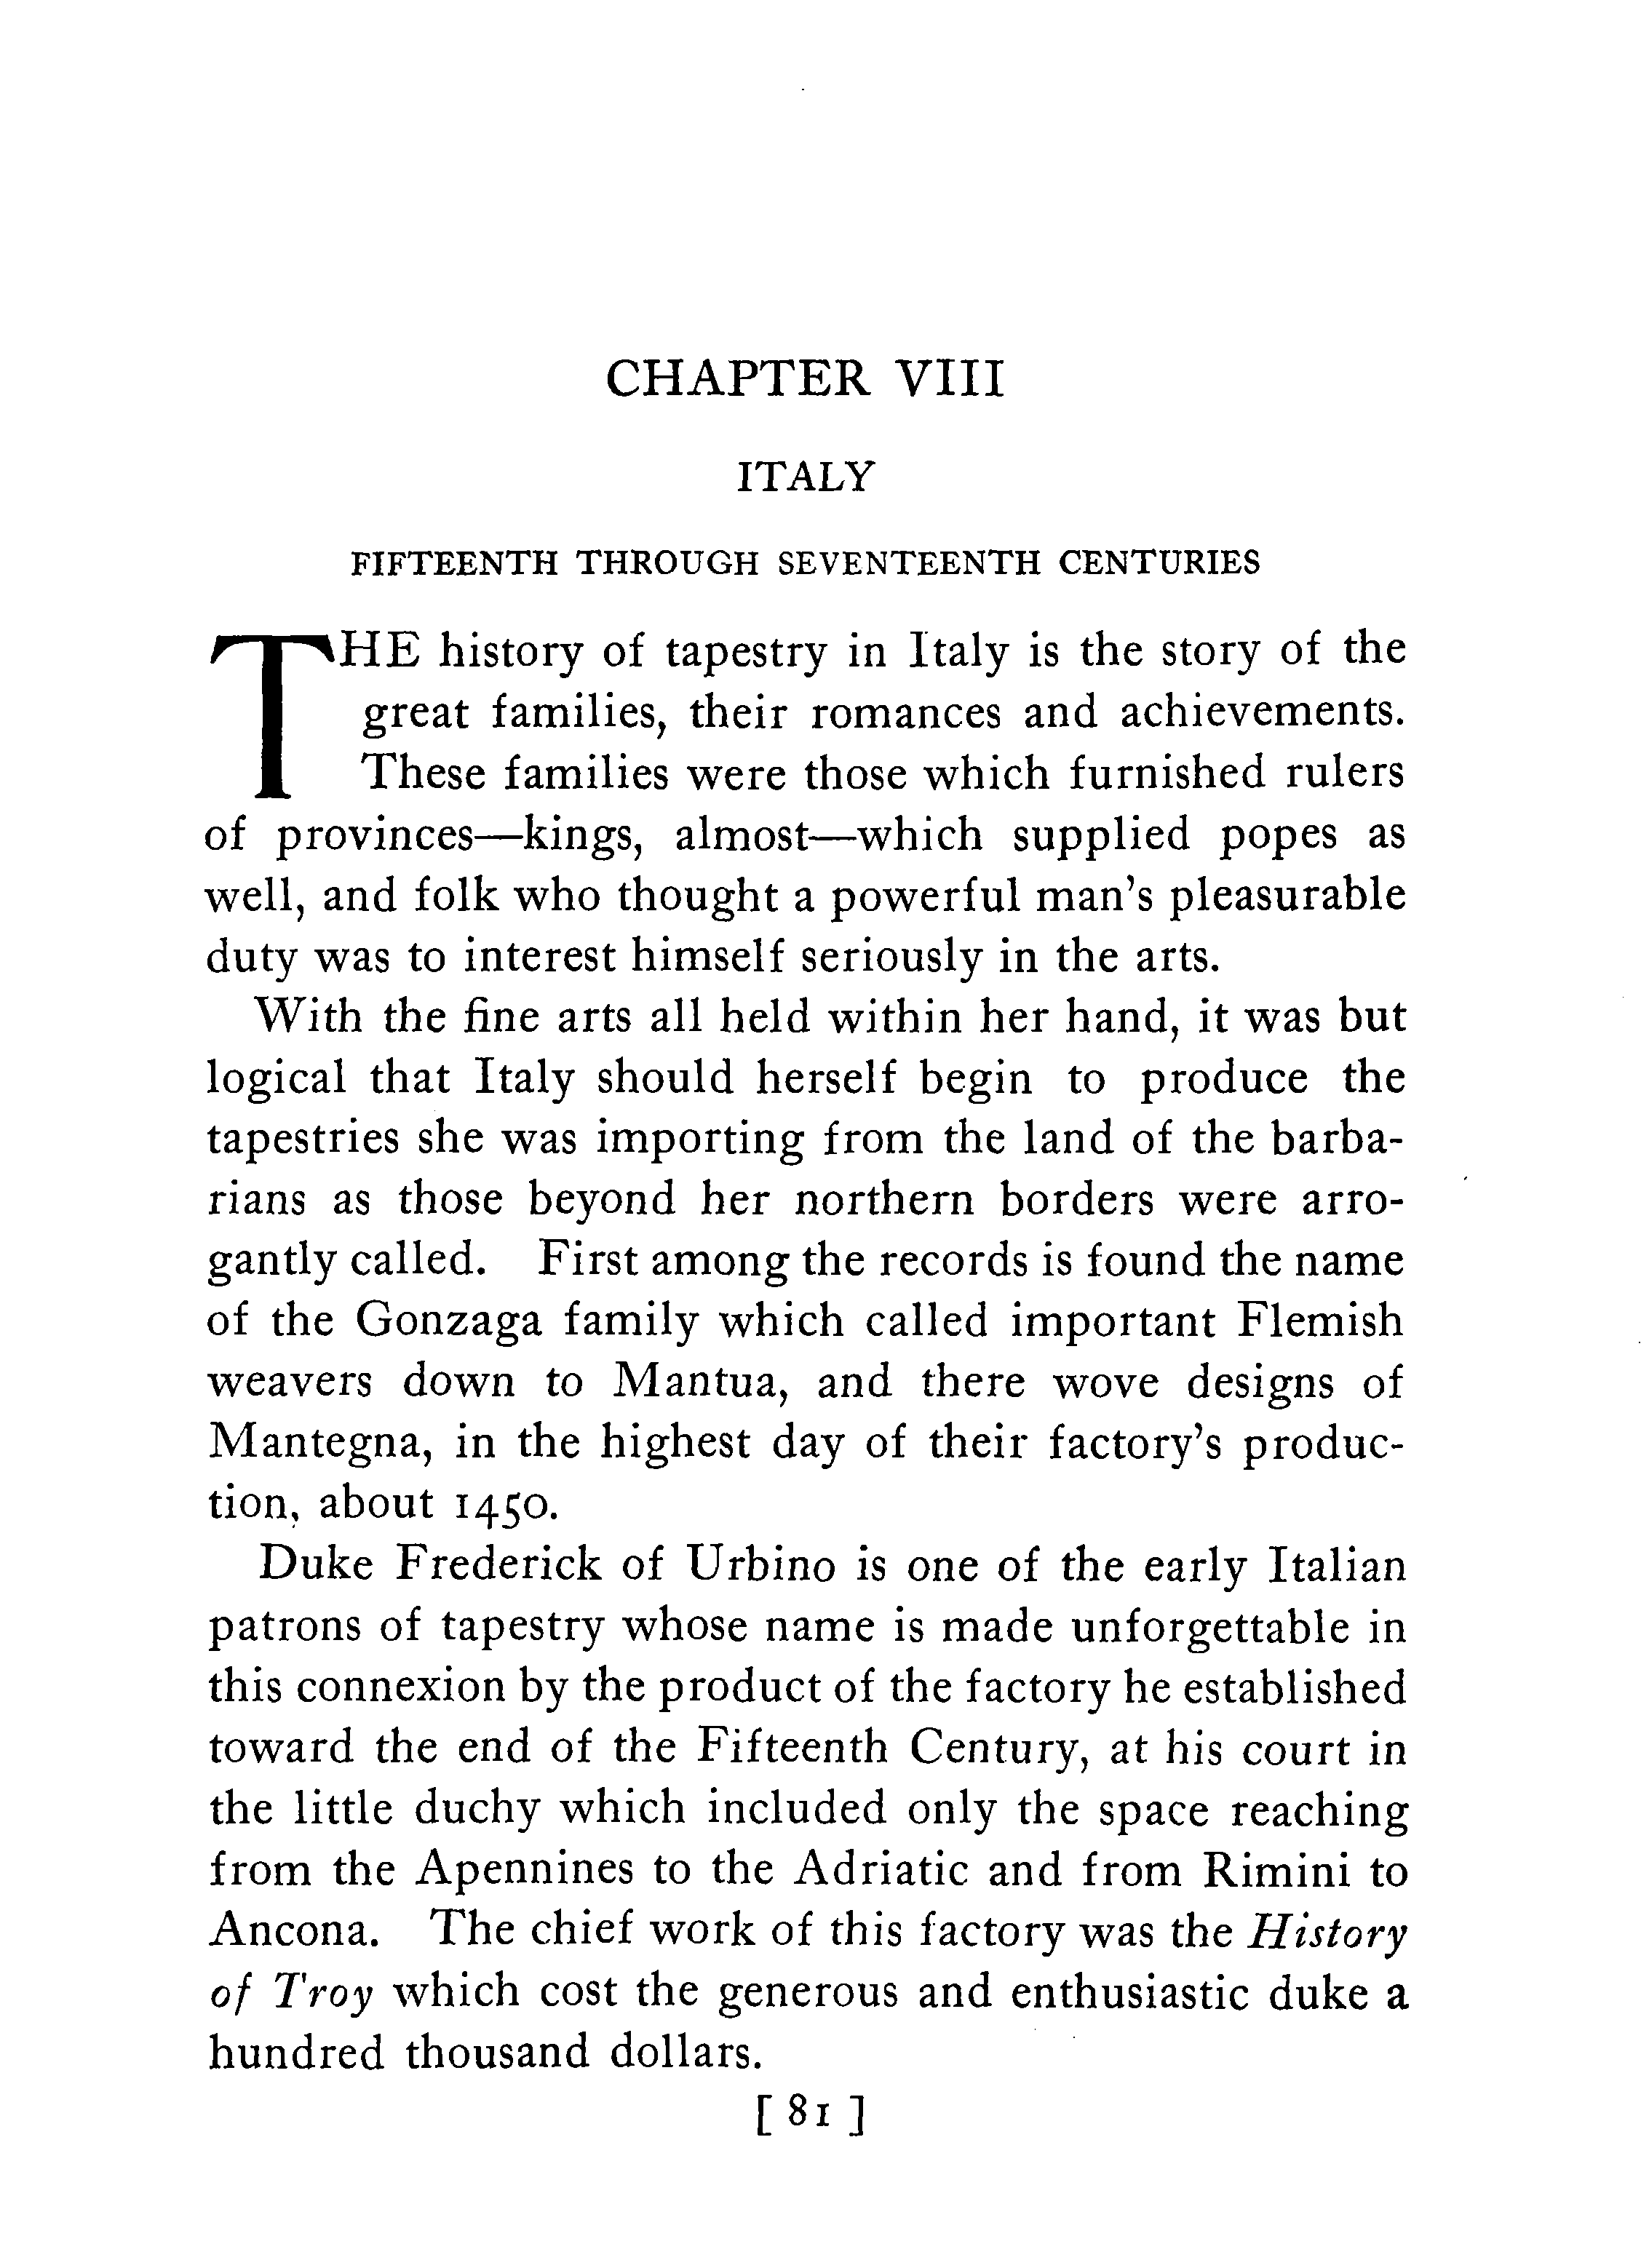 CHAPTER VIII
ITALY
FIFTEENTH THROUGH SEVENTEENTH CENTURIES
THE history of tapestry in Italy is the story of the
great families, their romances and achievements.
These families were those which furnished rulers
of provinces—kings, almost—which supplied popes as
well, and folk who thought a powerful man's pleasurable
duty was to interest himself seriously in the arts.
With the fine arts all held within her hand, it was but
logical that Italy should herself begin to produce the
tapestries she was importing from the land of the barba-
rians as those beyond her northern borders were arro-
gantly called. First among the records is found the name
of the Gonzaga family which called important Flemish
weavers down to Mantua, and there wove designs of
Mantegna, in the highest day of their factory's produc-
tion, about 1450.
Duke Frederick of Urbino is one of the early Italian
patrons of tapestry whose name is made unforgettable in
this connexion by the product of the factory he established
toward the end of the Fifteenth Century, at his court in
the little duchy which included only the space reaching
from the Apennines to the Adriatic and from Rimini to
Ancona. The chief work of this factory was the History
of Troy which cost the generous and enthusiastic duke a
hundred thousand dollars.
[ 81 ]